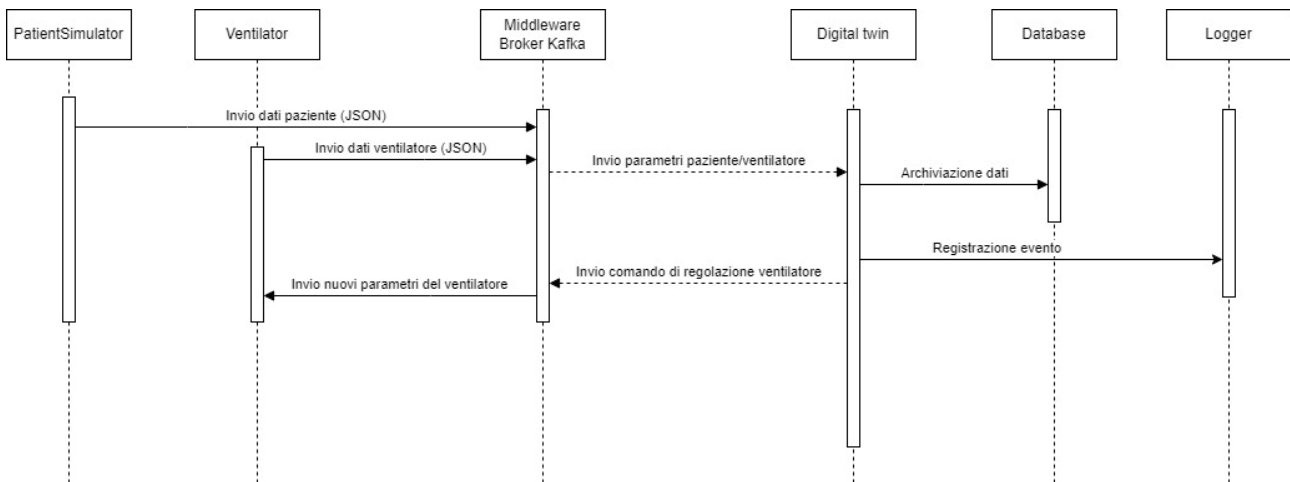 PatientSimulator
Ventilator
Middleware
Broker Kafka
Digital twin
Database
Logger
Invio dati paziente (JSON)
Invio dati ventilatore (JSON)
Invio parametri paziente/ventilatore
Archiviazione dati
Registrazione evento
Invio comando di regolazione ventilatore
Invio nuovi parametri del ventilatore